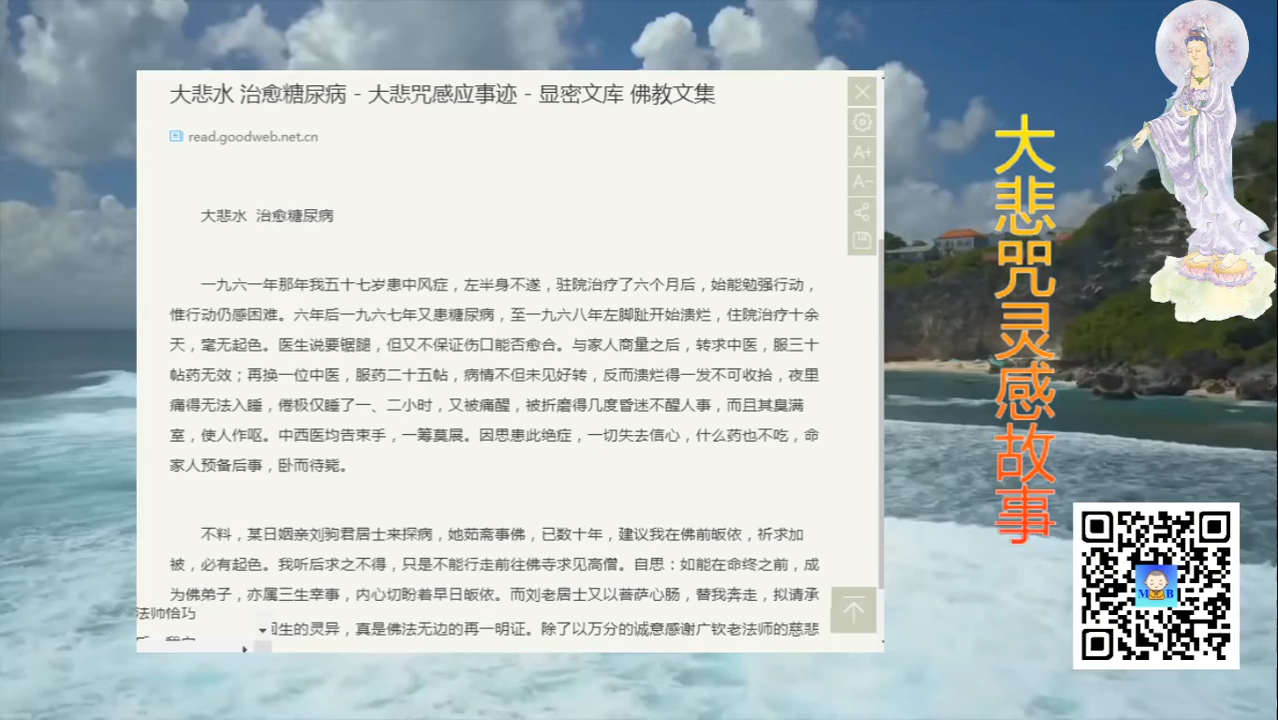 大悲水 治愈糖尿病 - 大悲咒感应事迹 - 显密文库 佛教文集
read.goodweb.net.cn
A+
A-
大悲水 治愈糖尿病
一九六一年那年我五十七岁患中风症，左半身不遂，驻院治疗了六个月后，始能勉强行动，
惟行动仍感困难。六年后一九六七年又患糖尿病，至一九六八年左脚趾开始溃烂，住院治疗十余
天，毫无起色。医生说要锯腿，但又不保证伤口能否愈合。与家人商量之后，转求中医，服三十
帖药无效；再换一位中医，服药二十五帖，病情不但未见好转，反而溃烂得一发不可收拾，夜里
痛得无法入睡，倦极仅睡了一、二小时，又被痛醒，被折磨得几度昏迷不醒人事，而且其臭满
室，使人作呕。中西医均告束手，一筹莫展。因思患此绝症，一切失去信心，什么药也不吃，命
家人预备后事，卧而待毙。
不料，某日姻亲刘驹君居士来探病，她茹斋事佛，已数十年，建议我在佛前皈依，祈求加
被，必有起色。我听后求之不得，只是不能行走前往佛寺求见高僧。自思：如能在命终之前，成
为佛弟子，亦属三生幸事，内心切盼着早日皈依。而刘老居士又以菩萨心肠，替我奔走，拟请承
法师恰巧
回生的灵异，真是佛法无边的再一明证。除了以万分的诚意感谢广钦老法师的慈悲
大悲咒灵感故事
M B